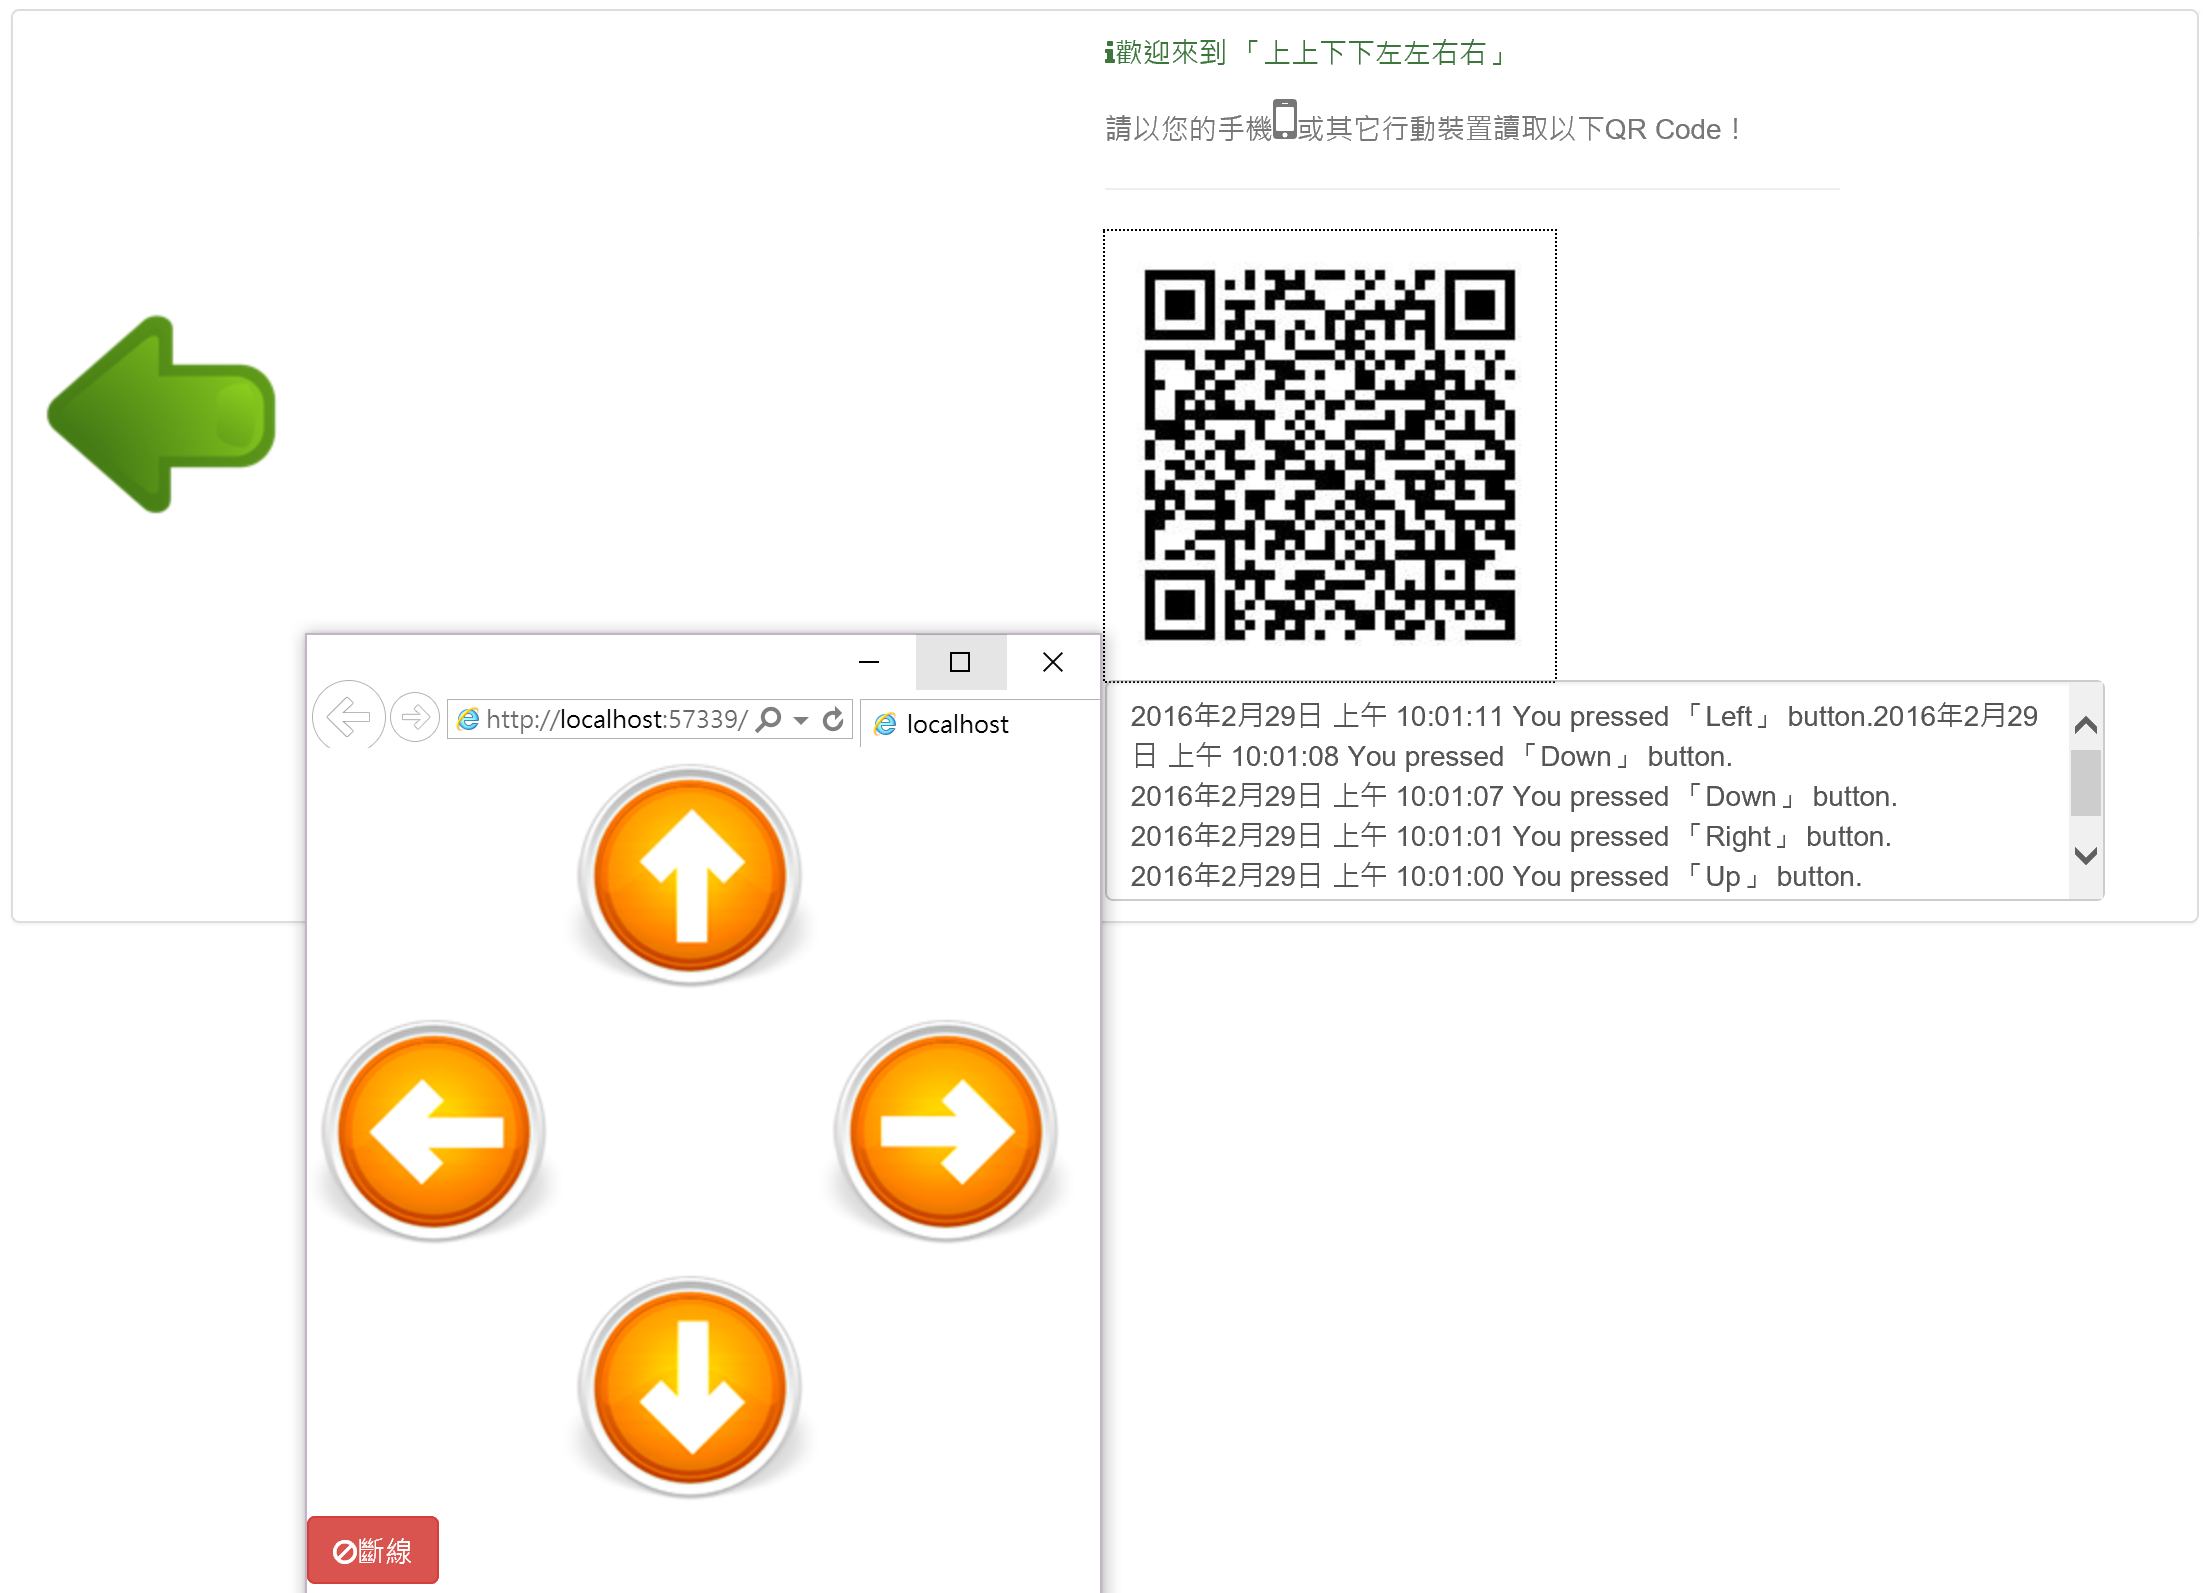 歡迎來到「上上下下左左右右」
請以您的手機或其它行動裝置讀取以下QR Code！
2016年2月29日 上午 10:01:11 You pressed「Left」button.2016年2月29
日 上午 10:01:08 You pressed「Down」button.
2016年2月29日 上午 10:01:07 You pressed「Down」button.
2016年2月29日 上午 10:01:01 You pressed「Right」button.
2016年2月29日 上午 10:01:00 You pressed「Up」button.
http://localhost:57339/
localhost
斷線